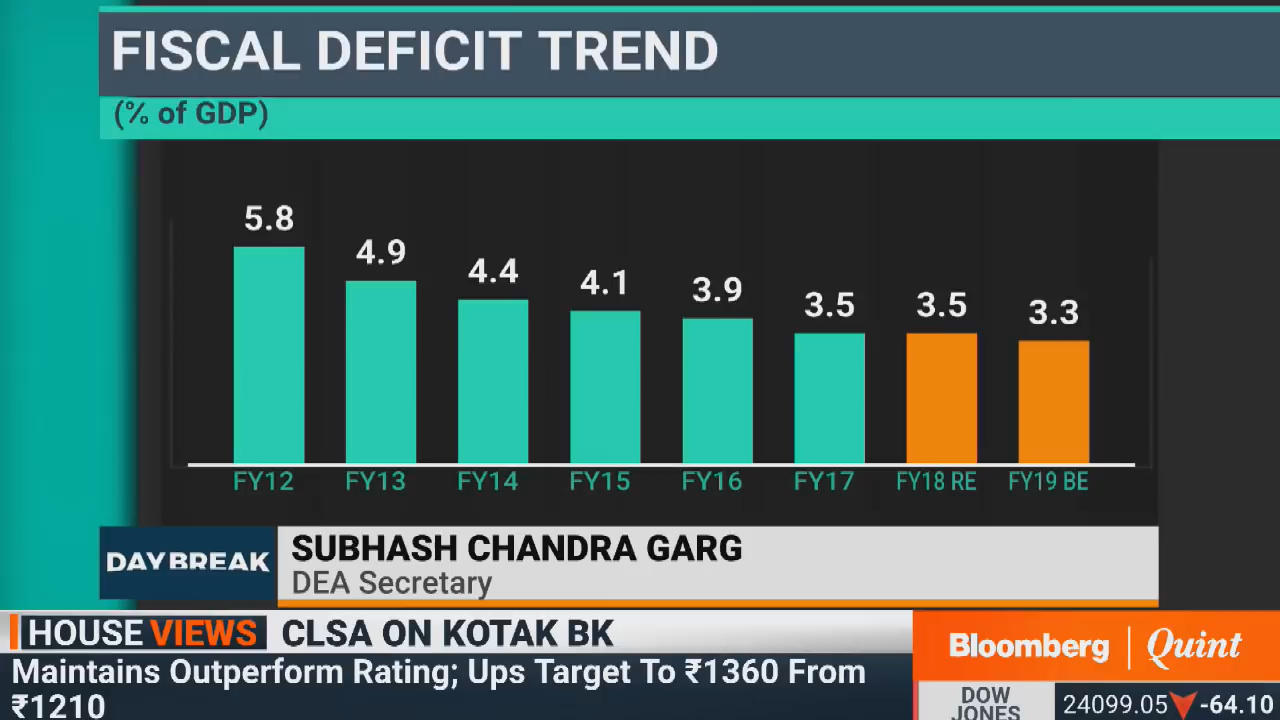 FISCAL DEFICIT TREND
(% of GDP)
5.8 4.9 4.4 4.1 3.9 3.5 3.5 3.3
FY12 FY13 FY14 FY15 FY16 FY17 FY18 RE FY19 BE
DAYBREAK
SUBHASH CHANDRA GARG
DEA Secretary
HOUSE VIEWS CLSA ON KOTAK BK
Maintains Outperform Rating; Ups Target To ₹1360 From
₹1210
Bloomberg | Quint
DOW
JONES
24099.05 -64.10